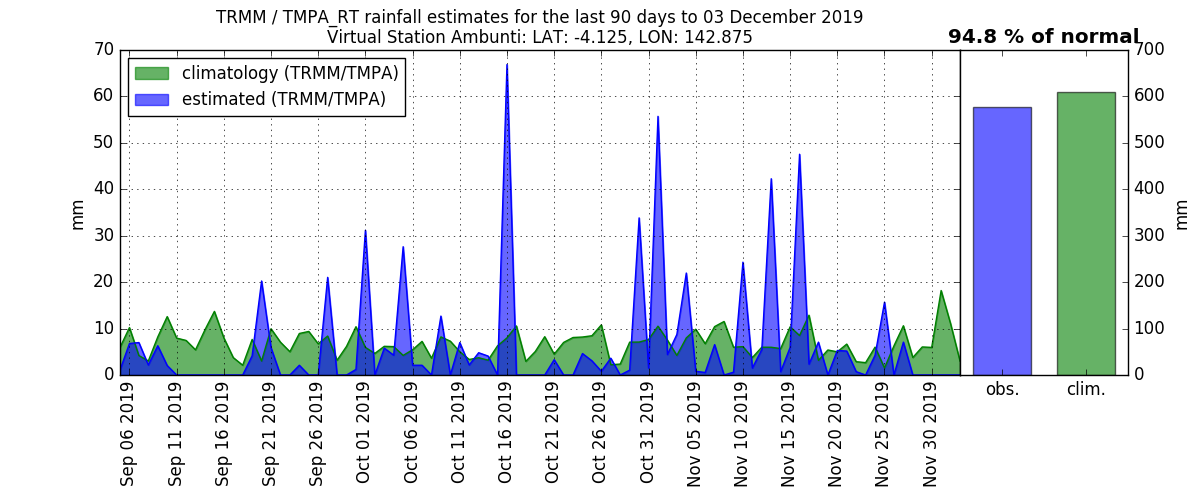 TRMM / TMPA_RT rainfall estimates for the last 90 days to 03 December 2019
Virtual Station Ambunti: LAT: -4.125, LON: 142.875
94.8 % of normal
climatology (TRMM/TMPA)
estimated (TRMM/TMPA)
70
60
50
40
30
20
10
0
mm
Sep 06 2019
Sep 11 2019
Sep 16 2019
Sep 21 2019
Sep 26 2019
Oct 01 2019
Oct 06 2019
Oct 11 2019
Oct 16 2019
Oct 21 2019
Oct 26 2019
Oct 31 2019
Nov 05 2019
Nov 10 2019
Nov 15 2019
Nov 20 2019
Nov 25 2019
Nov 30 2019
obs.
clim.
700
600
500
400
300
200
100
0
mm